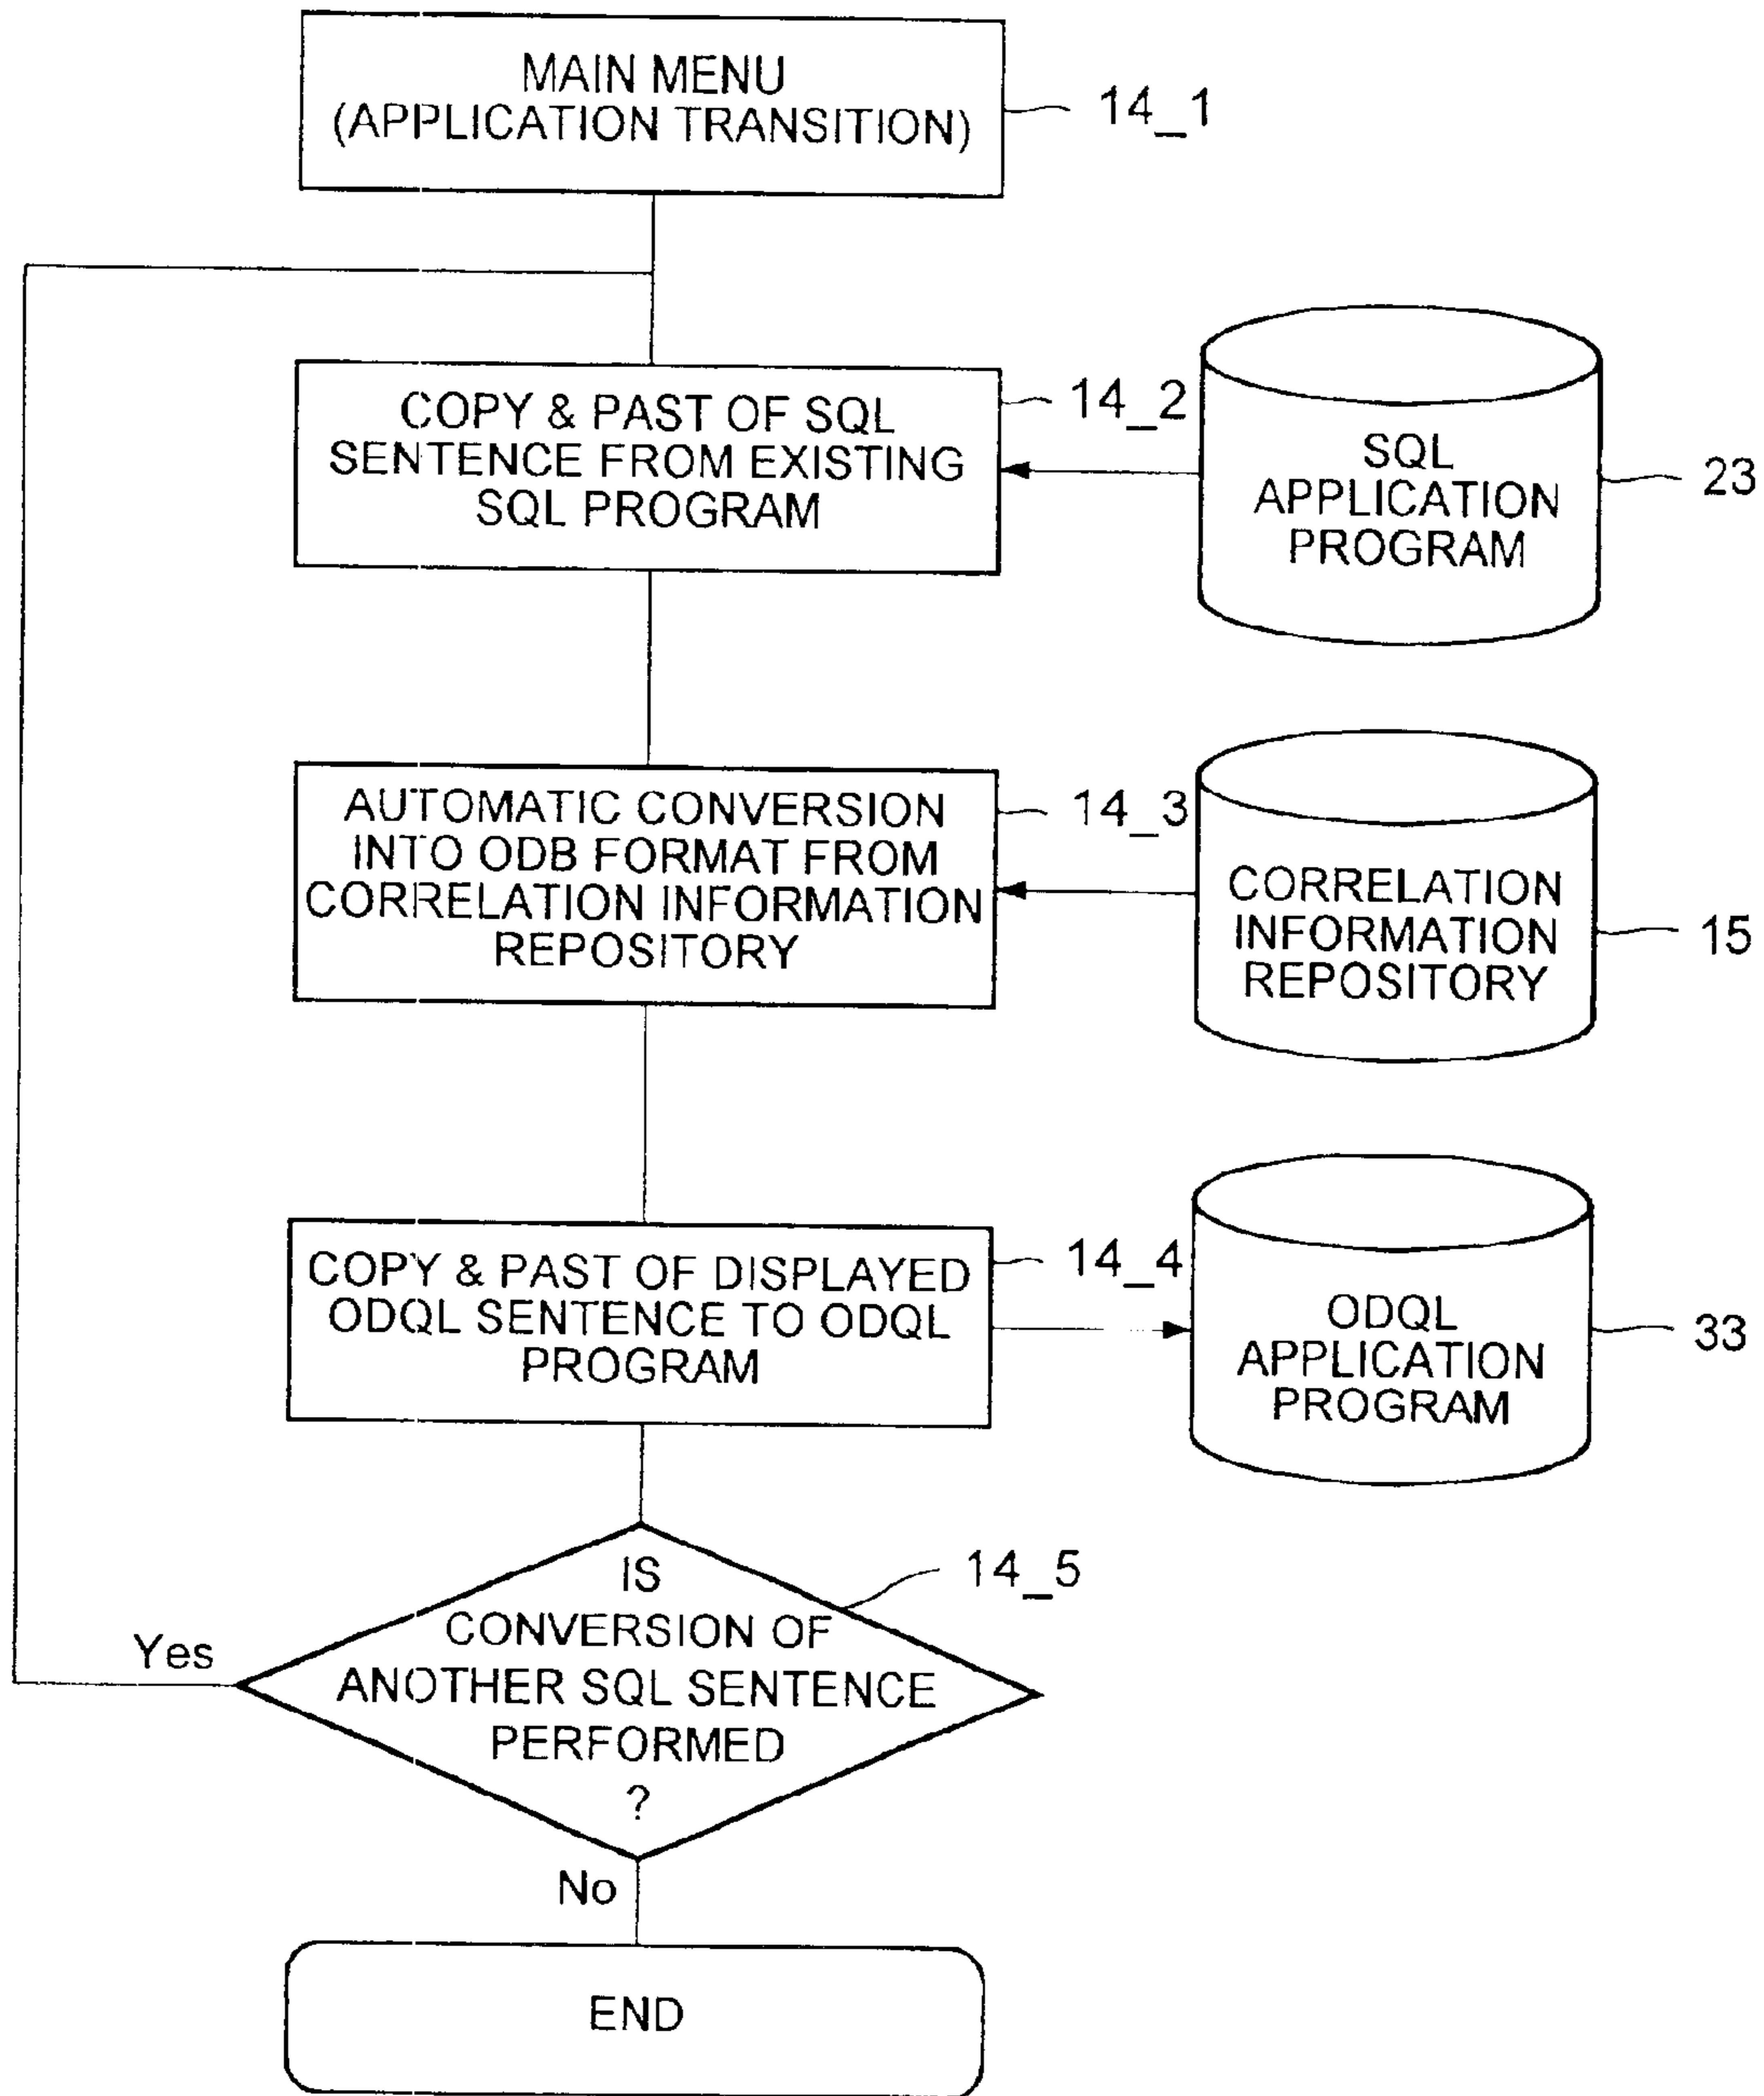 MAIN MENU
(APPLICATION TRANSITION)
14_1
COPY & PAST OF SQL
SENTENCE FROM EXISTING
SQL PROGRAM
14_2
SQL
APPLICATION
PROGRAM
23
AUTOMATIC CONVERSION
INTO ODB FORMAT FROM
CORRELATION INFORMATION
REPOSITORY
14_3
CORRELATION
INFORMATION
REPOSITORY
15
COPY & PAST OF DISPLAYED
ODQL SENTENCE TO ODQL
PROGRAM
14_4
ODQL
APPLICATION
PROGRAM
33
IS
CONVERSION OF
ANOTHER SQL SENTENCE
PERFORMED
?
14_5
Yes
No
END